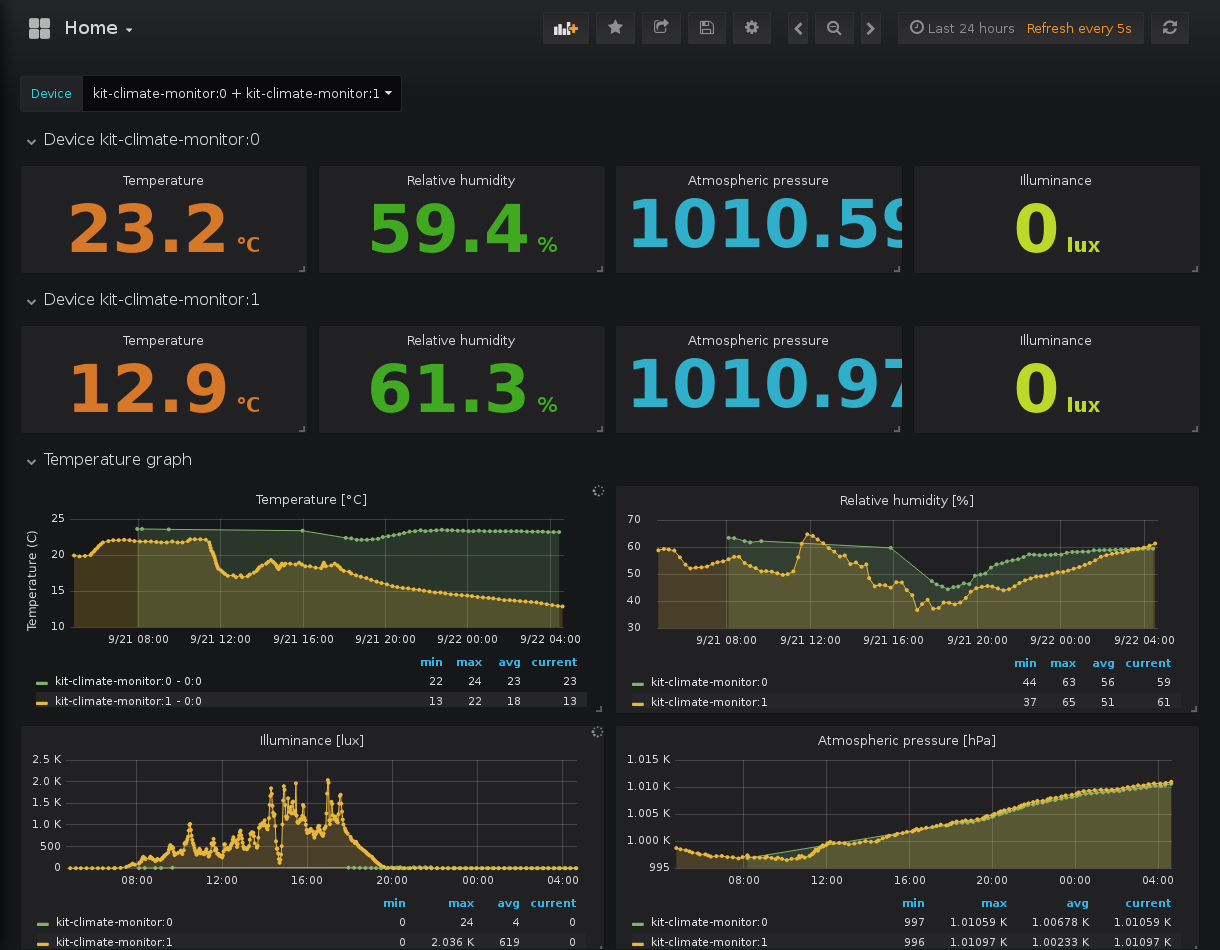 Home
Last 24 hours Refresh every 5s
Device kit-climate-monitor:0 + kit-climate-monitor:1
Device kit-climate-monitor:0
Temperature Relative humidity Atmospheric pressure Illuminance
23.2 °C 59.4 % 1010.59 0 lux
Device kit-climate-monitor:1
Temperature Relative humidity Atmospheric pressure Illuminance
12.9 °C 61.3 % 1010.97 0 lux
Temperature graph
Temperature [°C]
Temperature (C)
25
20
15
10
9/21 08:00 9/21 12:00 9/21 16:00 9/21 20:00 9/22 00:00 9/22 04:00
min max avg current
kit-climate-monitor:0 - 0:0 22 24 23 23
kit-climate-monitor:1 - 0:0 13 22 18 13
Relative humidity [%]
70
60
50
40
30
9/21 08:00 9/21 12:00 9/21 16:00 9/21 20:00 9/22 00:00 9/22 04:00
min max avg current
kit-climate-monitor:0 44 63 56 59
kit-climate-monitor:1 37 65 51 61
Illuminance [lux]
2.5 K
2.0 K
1.5 K
1.0 K
500
0
08:00 12:00 16:00 20:00 00:00 04:00
min max avg current
kit-climate-monitor:0 0 24 4 0
kit-climate-monitor:1 0 2.036 K 619 0
Atmospheric pressure [hPa]
1.015 K
1.010 K
1.005 K
1.000 K
995
08:00 12:00 16:00 20:00 00:00 04:00
min max avg current
kit-climate-monitor:0 997 1.01059 K 1.00678 K 1.01059 K
kit-climate-monitor:1 996 1.01097 K 1.00233 K 1.01097 K